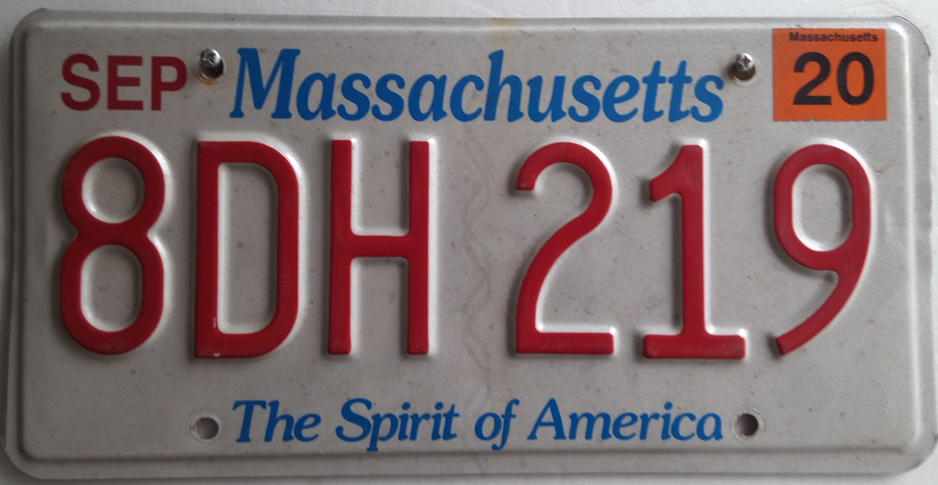 SEP Massachusetts
Massachusetts
20
8DH 219
The Spirit of America